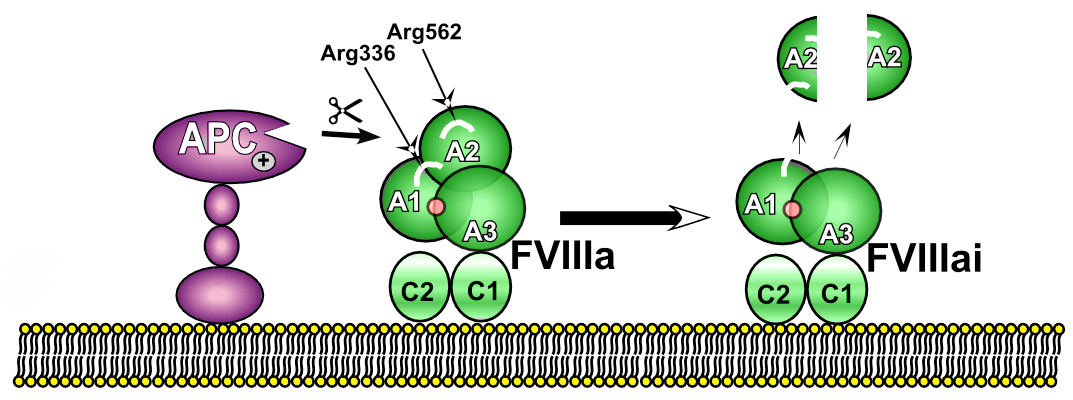 Arg562
Arg336
APC
+
A2
A1
A3
FVIIIa
C2
C1
A2
A2
A1
A3
FVIIIai
C2
C1